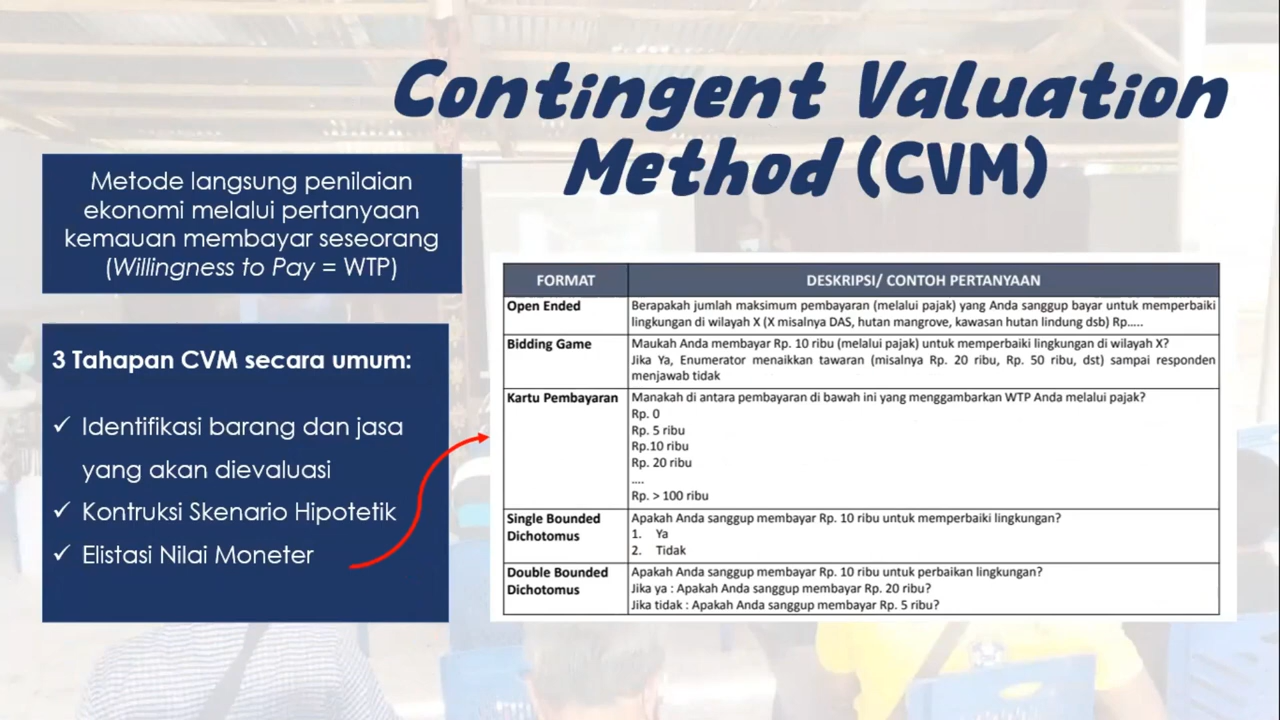 Contingent Valuation
Method (CVM)
Metode langsung penilaian
ekonomi melalui pertanyaan
kemauan membayar seseorang
(Willingness to Pay = WTP)
3 Tahapan CVM secara umum:
✓ Identifikasi barang dan jasa
yang akan dievaluasi
✓ Kontruksi Skenario Hipotetik
✓ Elistasi Nilai Moneter
FORMAT DESKRIPSI/ CONTOH PERTANYAAN
Open Ended Berapakah jumlah maksimum pembayaran (melalui pajak) yang Anda sanggup bayar untuk memperbaiki
lingkungan di wilayah X (X misalnya DAS, hutan mangrove, kawasan hutan lindung dsb) Rp.....
Bidding Game Maukah Anda membayar Rp. 10 ribu (melalui pajak) untuk memperbaiki lingkungan di wilayah X?
Jika Ya, Enumerator menaikkan tawaran (misalnya Rp. 20 ribu, Rp. 50 ribu, dst) sampai responden
menjawab tidak
Kartu Pembayaran Manakah di antara pembayaran di bawah ini yang menggambarkan WTP Anda melalui pajak?
Rp. 0
Rp. 5 ribu
Rp.10 ribu
Rp. 20 ribu
....
Rp. > 100 ribu
Single Bounded Apakah Anda sanggup membayar Rp. 10 ribu untuk memperbaiki lingkungan?
Dichotomus 1. Ya
2. Tidak
Double Bounded Apakah Anda sanggup membayar Rp. 10 ribu untuk perbaikan lingkungan?
Dichotomus Jika ya : Apakah Anda sanggup membayar Rp. 20 ribu?
Jika tidak : Apakah Anda sanggup membayar Rp. 5 ribu?